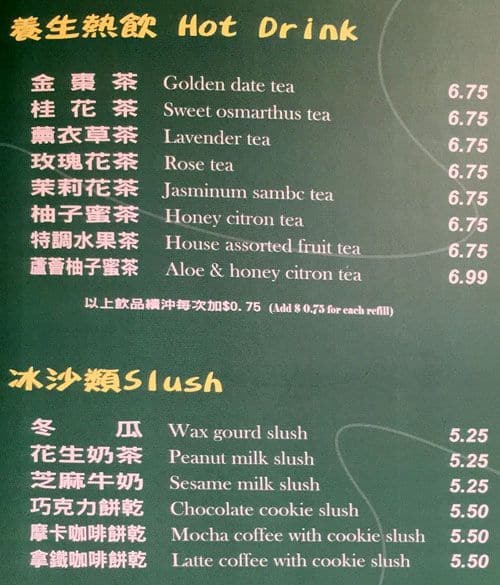 養生熱飲 Hot Drink
金棗茶 Golden date tea 6.75
桂花茶 Sweet osmarthus tea 6.75
薰衣草茶 Lavender tea 6.75
玫瑰花茶 Rose tea 6.75
茉莉花茶 Jasminum sambc tea 6.75
柚子蜜茶 Honey citron tea 6.75
特調水果茶 House assorted fruit tea 6.75
蘆薈柚子蜜茶 Aloe & honey citron tea 6.99
以上飲品續沖每次加$0.75 (Add $ 0.75 for each refill)
冰沙類Slush
冬瓜 Wax gourd slush 5.25
花生奶茶 Peanut milk slush 5.25
芝麻牛奶 Sesame milk slush 5.25
巧克力餅乾 Chocolate cookie slush 5.50
摩卡咖啡餅乾 Mocha coffee with cookie slush 5.50
拿鐵咖啡餅乾 Latte coffee with cookie slush 5.50